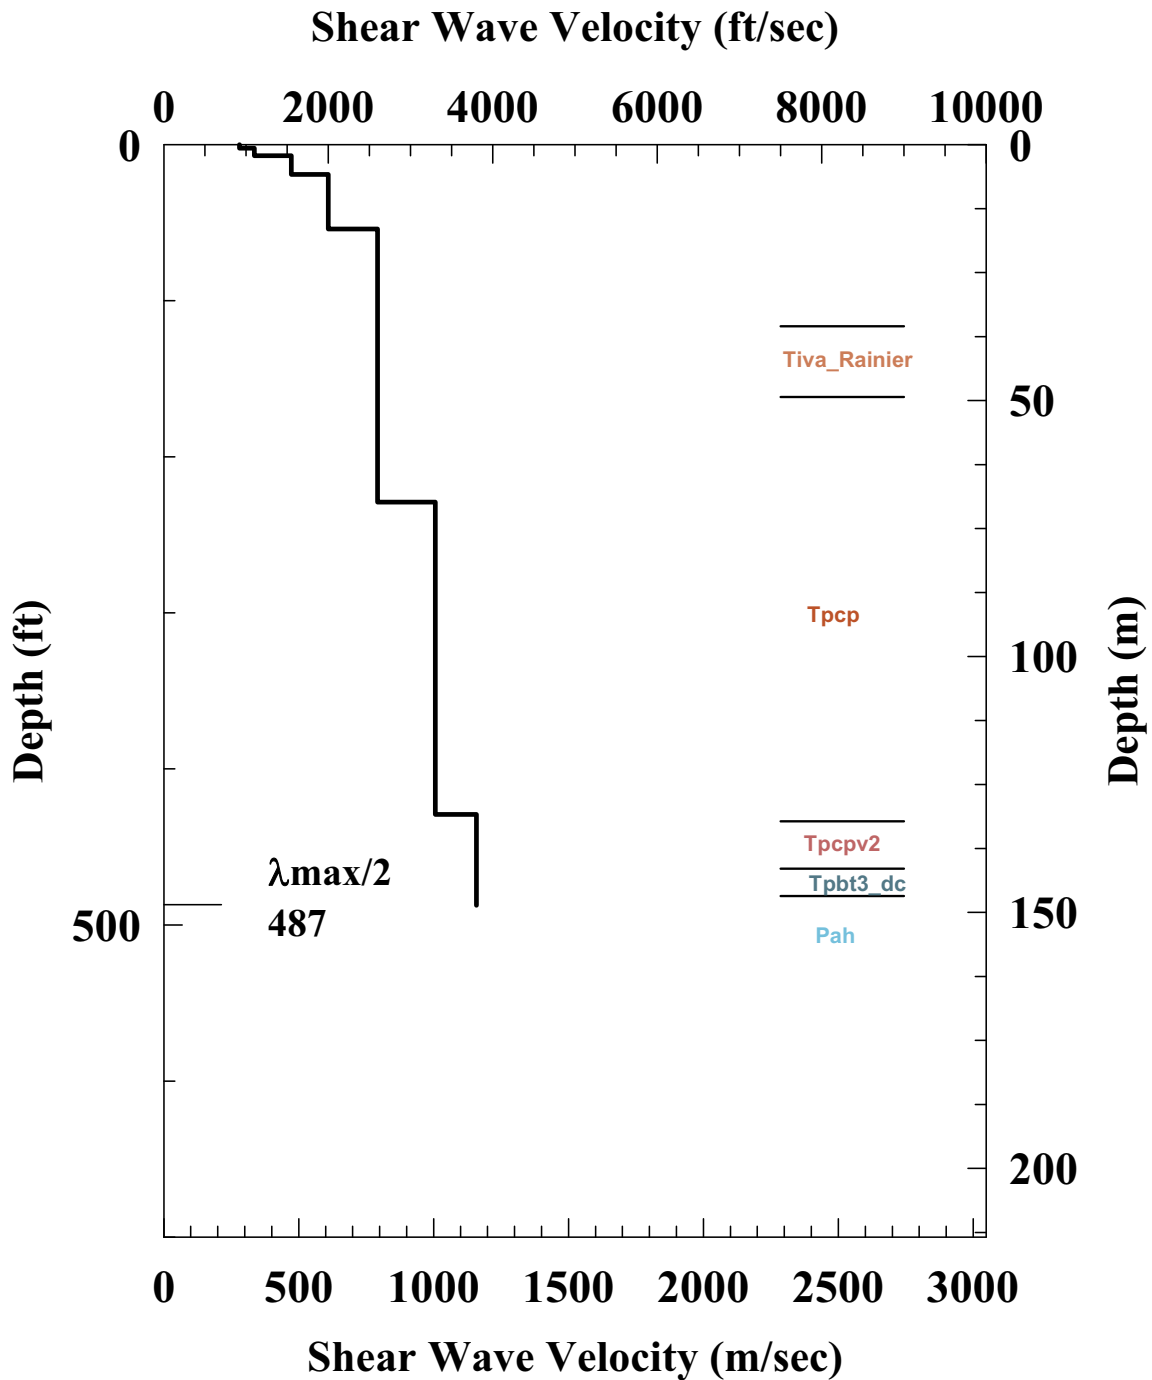 Shear Wave Velocity (ft/sec)
0 2000 4000 6000 8000 10000
0
500
Depth (ft)
λmax/2
487
Tiva_Rainier
Tpcp
Tpcpv2
Tpbt3_dc
Pah
0
50
100
150
200
Depth (m)
0 500 1000 1500 2000 2500 3000
Shear Wave Velocity (m/sec)